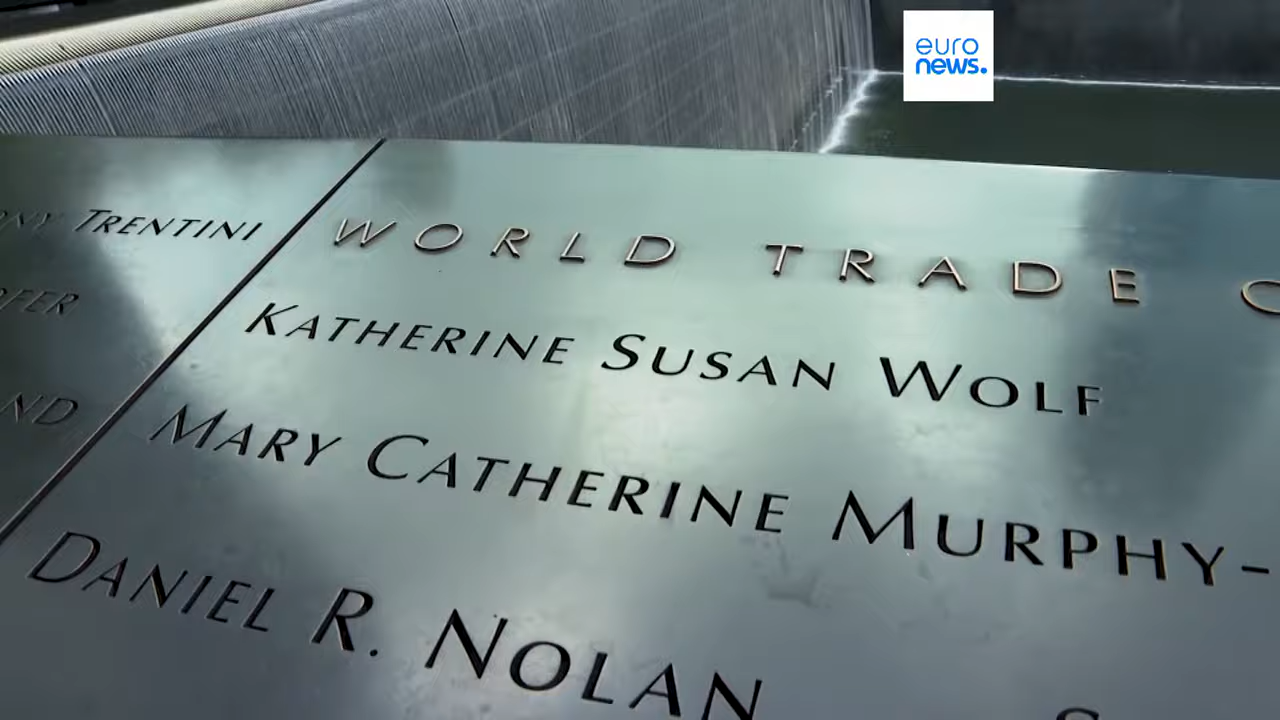 euro
news.
TRENTINI
WORLD TRADE
KATHERINE SUSAN WOLF
MARY CATHERINE MURPHY-
DANIEL R. NOLAN